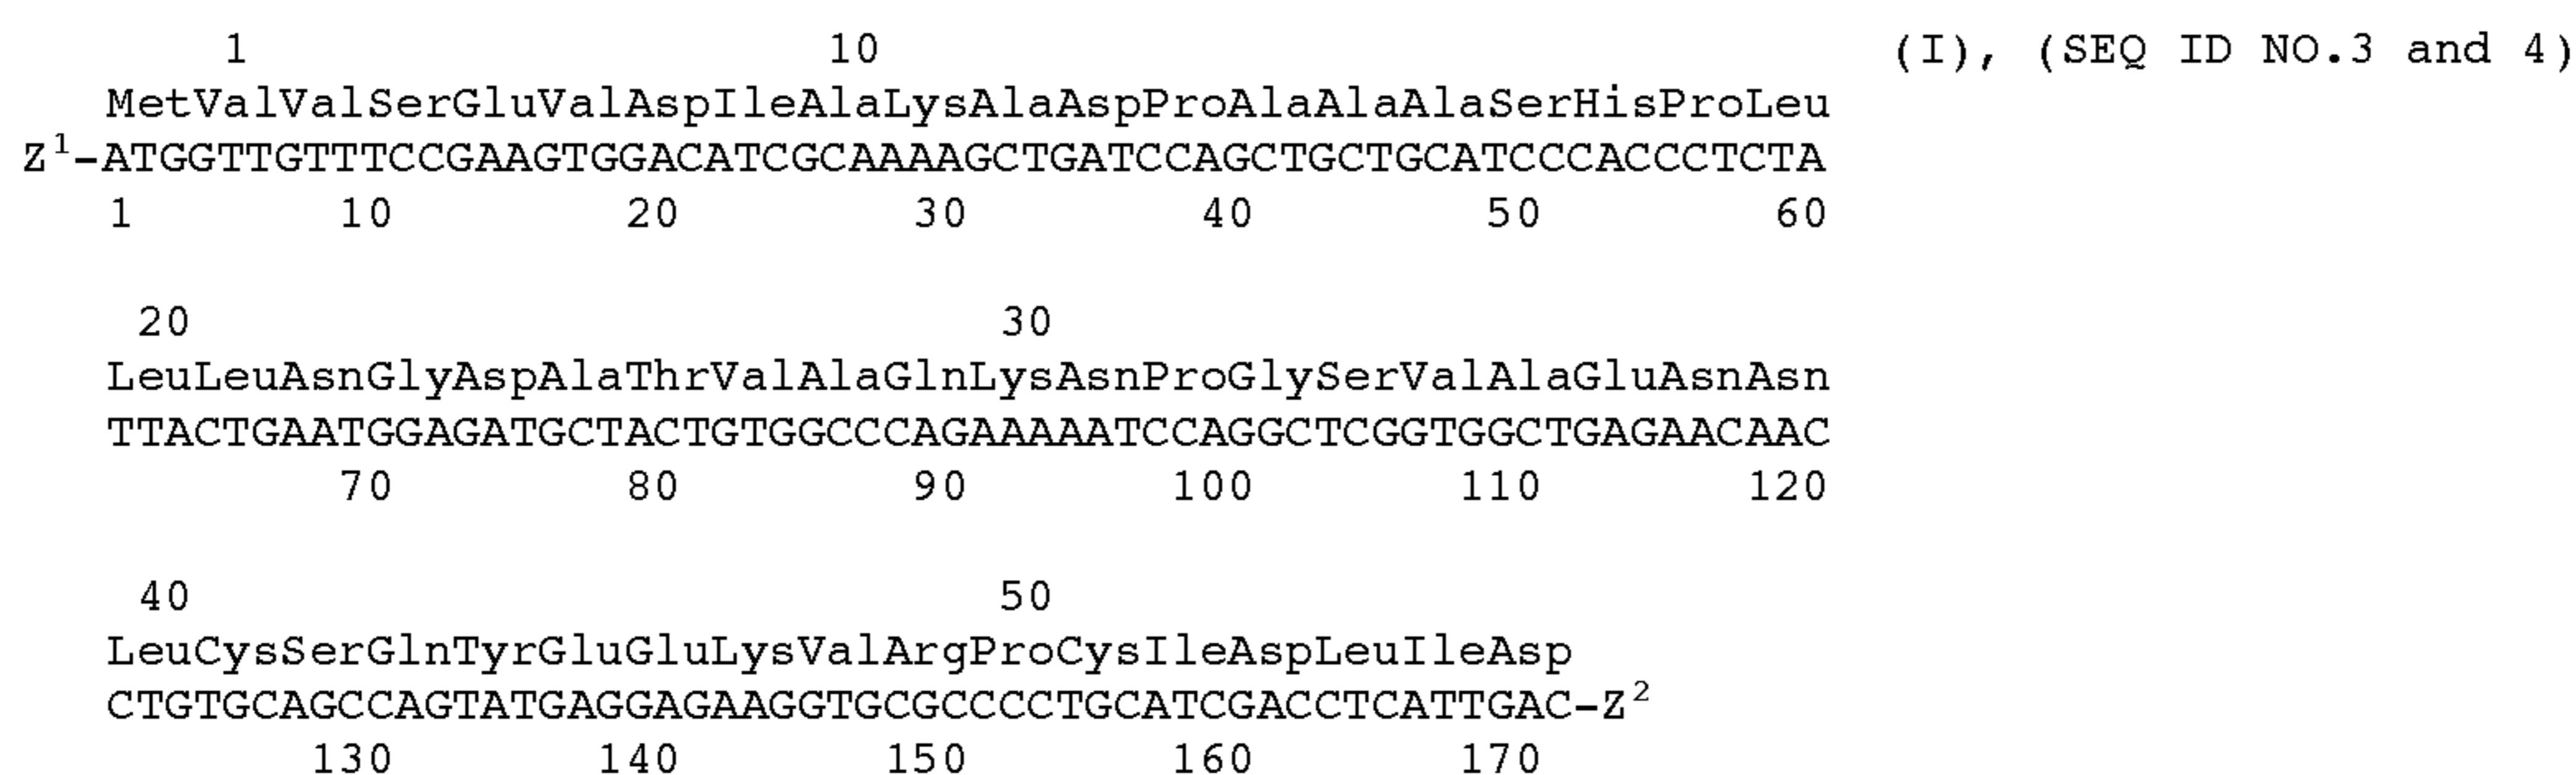 1 10 (I), (SEQ ID NO.3 and 4)
MetValValSerGluValAspIleAlaLysAlaAspProAlaAlaAlaSerHisProLeu
Z¹-ATGGTTGTTTCCGAAGTGGACATCGCAAAAGCTGATCCAGCTGCTGCATCCCACCCTCTA
1 10 20 30 40 50 60
20 30
LeuLeuAsnGlyAspAlaThrValAlaGlnLysAsnProGlySerValAlaGluAsnAsn
TTACTGAATGGAGATGCTACTGTGGCCCAGAAAAATCCAGGCTCGGTGGCTGAGAACAAC
70 80 90 100 110 120
40 50
LeuCysSerGlnTyrGluGluLysValArgProCysIleAspLeuIleAsp
CTGTGCAGCCAGTATGAGGAGAAGGTGCGCCCCTGCATCGACCTCATTGAC-Z²
130 140 150 160 170